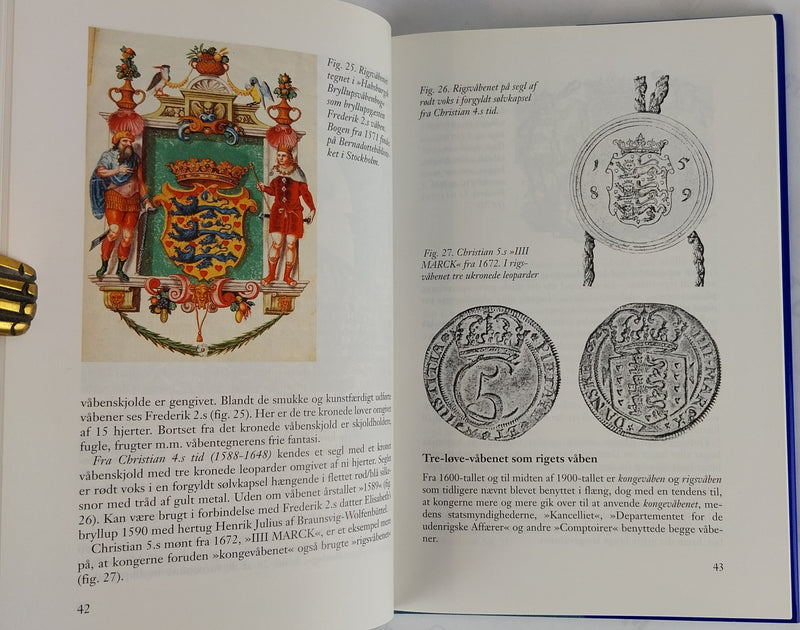 Fig. 25. Rigsvåbenet
tegnet i »Habsburgsk
Bryllupsvåbenbog«
som bryllupsgæsten
Frederik 2.s våben.
Bogen fra 1571 findes
på Bernadottebibliote-
ket i Stockholm.
våbenskjolde er gengivet. Blandt de smukke og kunstfærdigt udførte
våbener ses Frederik 2.s (fig. 25). Her er de tre kronede løver omgivet
af 15 hjerter. Bortset fra det kronede våbenskjold er skjoldholdere,
fugle, frugter m.m. våbentegnerens frie fantasi.
Fra Christian 4.s tid (1588-1648) kendes et segl med et kronet
våbenskjold med tre kronede leoparder omgivet af ni hjerter. Seglet
er rødt voks i en forgyldt sølvkapsel hængende i flettet rød/blå silke-
snor med tråd af gult metal. Uden om våbenet årstallet »1589« (fig.
26). Kan være brugt i forbindelse med Frederik 2.s datter Elisabeths
bryllup 1590 med hertug Henrik Julius af Braunsvig-Wolfenbüttel.
Christian 5.s mønt fra 1672, »IIII MARCK«, er et eksempel mere
på, at kongerne foruden »kongevåbenet« også brugte »rigsvåbenet«
(fig. 27).
42
Fig. 26. Rigsvåbenet på segl af
rødt voks i forgyldt sølvkapsel
fra Christian 4.s tid.
1 5
8 9
Fig. 27. Christian 5.s »IIII
MARCK« fra 1672. I rigs-
våbenet tre ukronede leoparder
Tre-løve-våbenet som rigets våben
Fra 1600-tallet og til midten af 1900-tallet er kongevåben og rigsvåben
som tidligere nævnt blevet benyttet i flæng, dog med en tendens til,
at kongerne mere og mere gik over til at anvende kongevåbenet, me-
dens statsmyndighederne, »Kancelliet«, »Departementet for de
udenrigske Affærer« og andre »Comptoirer« benyttede begge våbe-
ner.
43